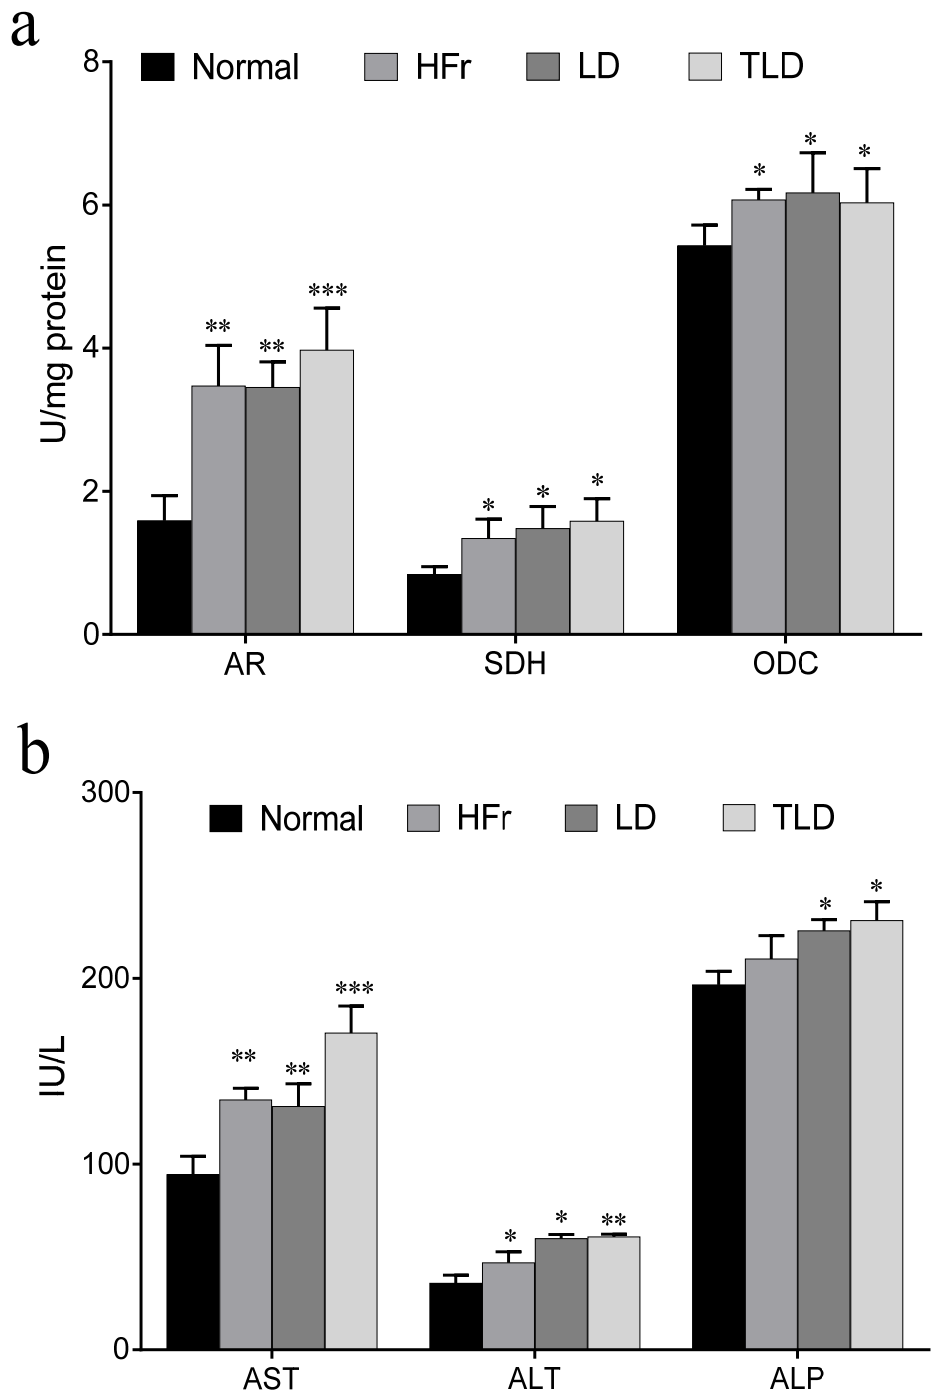 a
8
Normal HFr LD TLD
* * *
6
***
** **
4
U/mg protein
2
* * *
0
AR SDH ODC
b
300
Normal HFr LD TLD
* *
200
***
** **
IU/L
100
* * **
0
AST ALT ALP